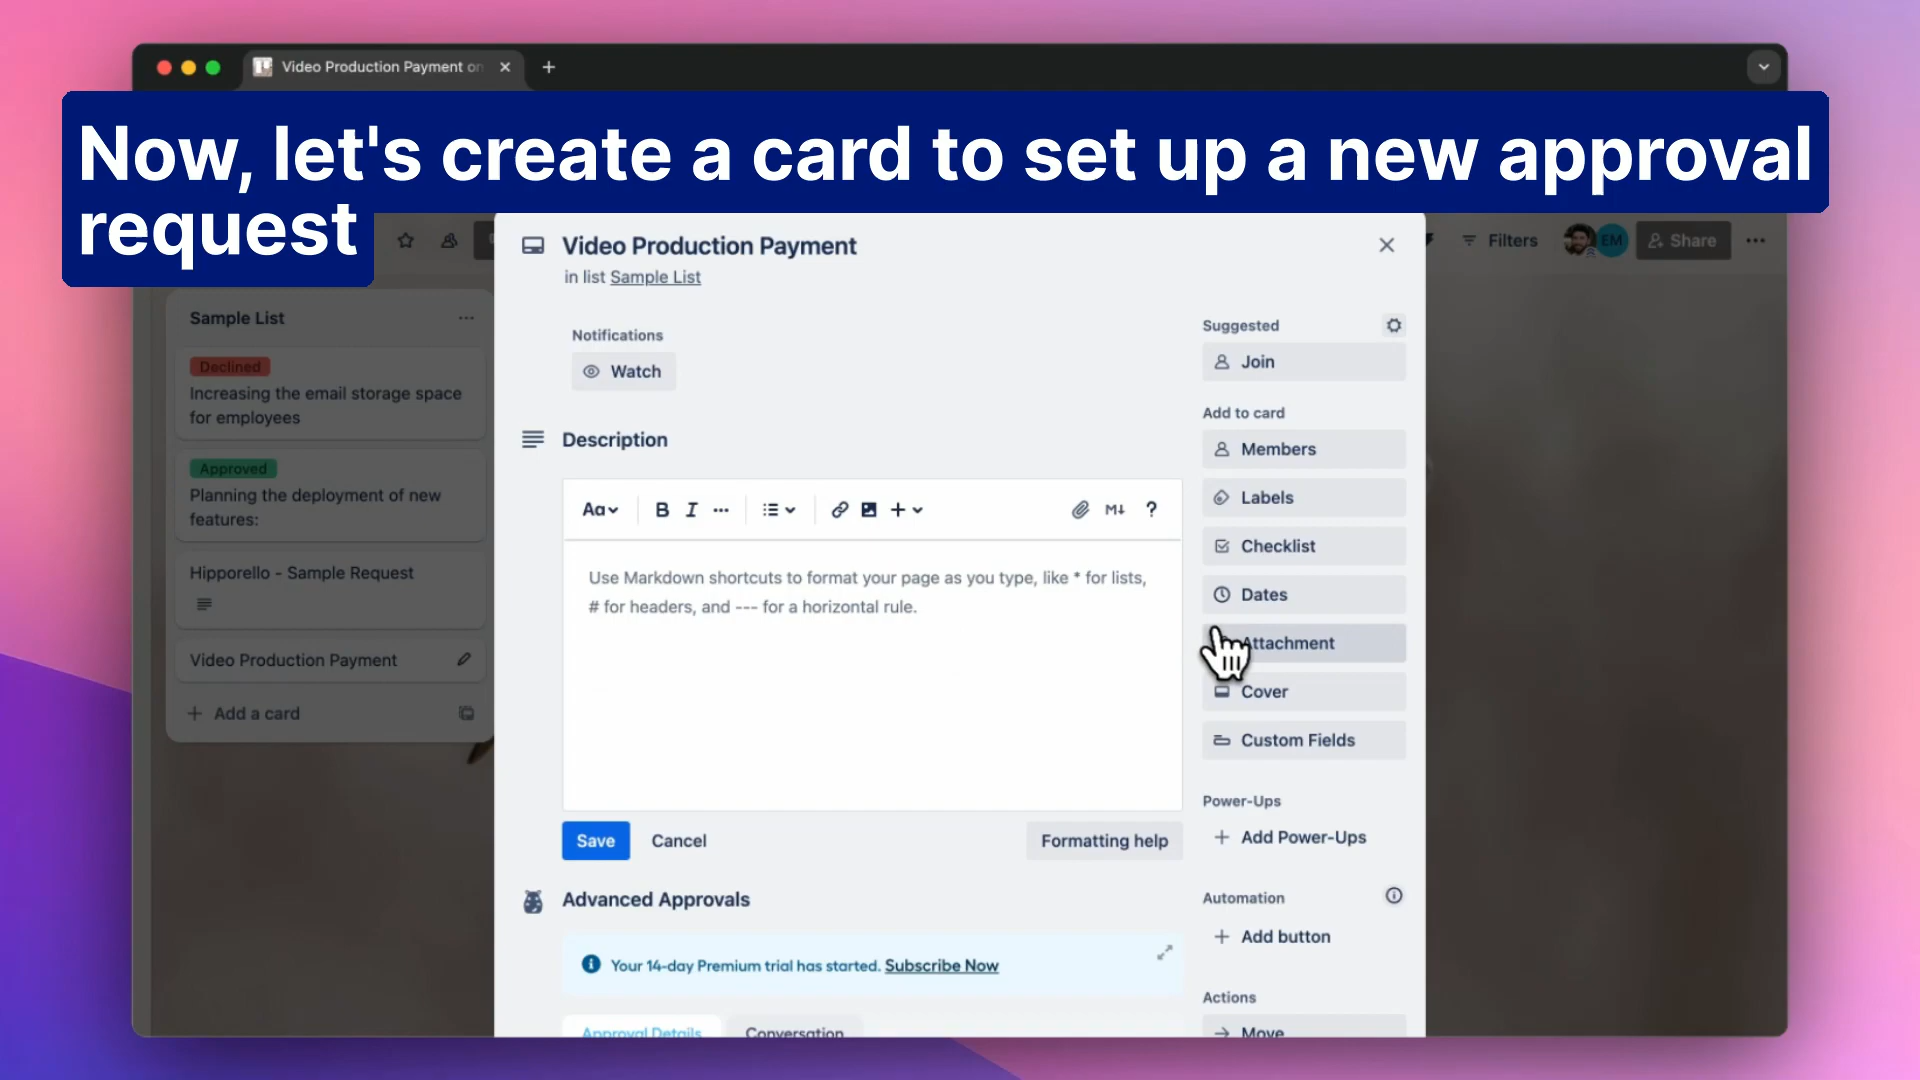 Video Production Payment on
Now, let's create a card to set up a new approval
request
Filters
EM
Share
Video Production Payment
in list Sample List
Sample List
Declined
Increasing the email storage space
for employees
Approved
Planning the deployment of new
features:
Hipporello - Sample Request
Video Production Payment
Add a card
Notifications
Watch
Description
Aa
B I
M↓ ?
Use Markdown shortcuts to format your page as you type, like * for lists,
# for headers, and --- for a horizontal rule.
Save
Cancel
Formatting help
Advanced Approvals
Your 14-day Premium trial has started. Subscribe Now
Approval Details
Conversation
Suggested
Join
Add to card
Members
Labels
Checklist
Dates
Attachment
Cover
Custom Fields
Power-Ups
Add Power-Ups
Automation
Add button
Actions
Move